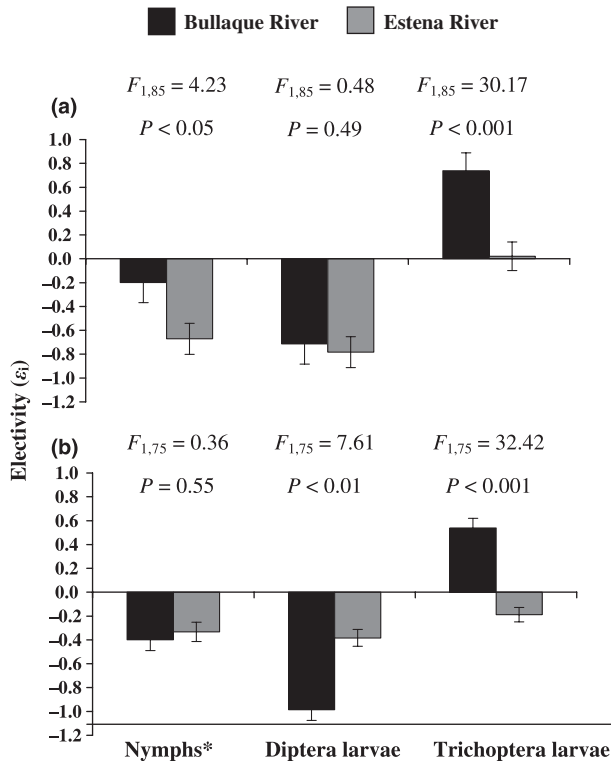 Bullaque River Estena River
(a)
F1,85 = 4.23 F1,85 = 0.48 F1,85 = 30.17
P < 0.05 P = 0.49 P < 0.001
1.0
0.8
0.6
0.4
0.2
0.0
–0.2
–0.4
–0.6
–0.8
–1.0
–1.2
Electivity (εi)
(b)
F1,75 = 0.36 F1,75 = 7.61 F1,75 = 32.42
P = 0.55 P < 0.01 P < 0.001
1.0
0.8
0.6
0.4
0.2
0.0
–0.2
–0.4
–0.6
–0.8
–1.0
–1.2
Nymphs* Diptera larvae Trichoptera larvae